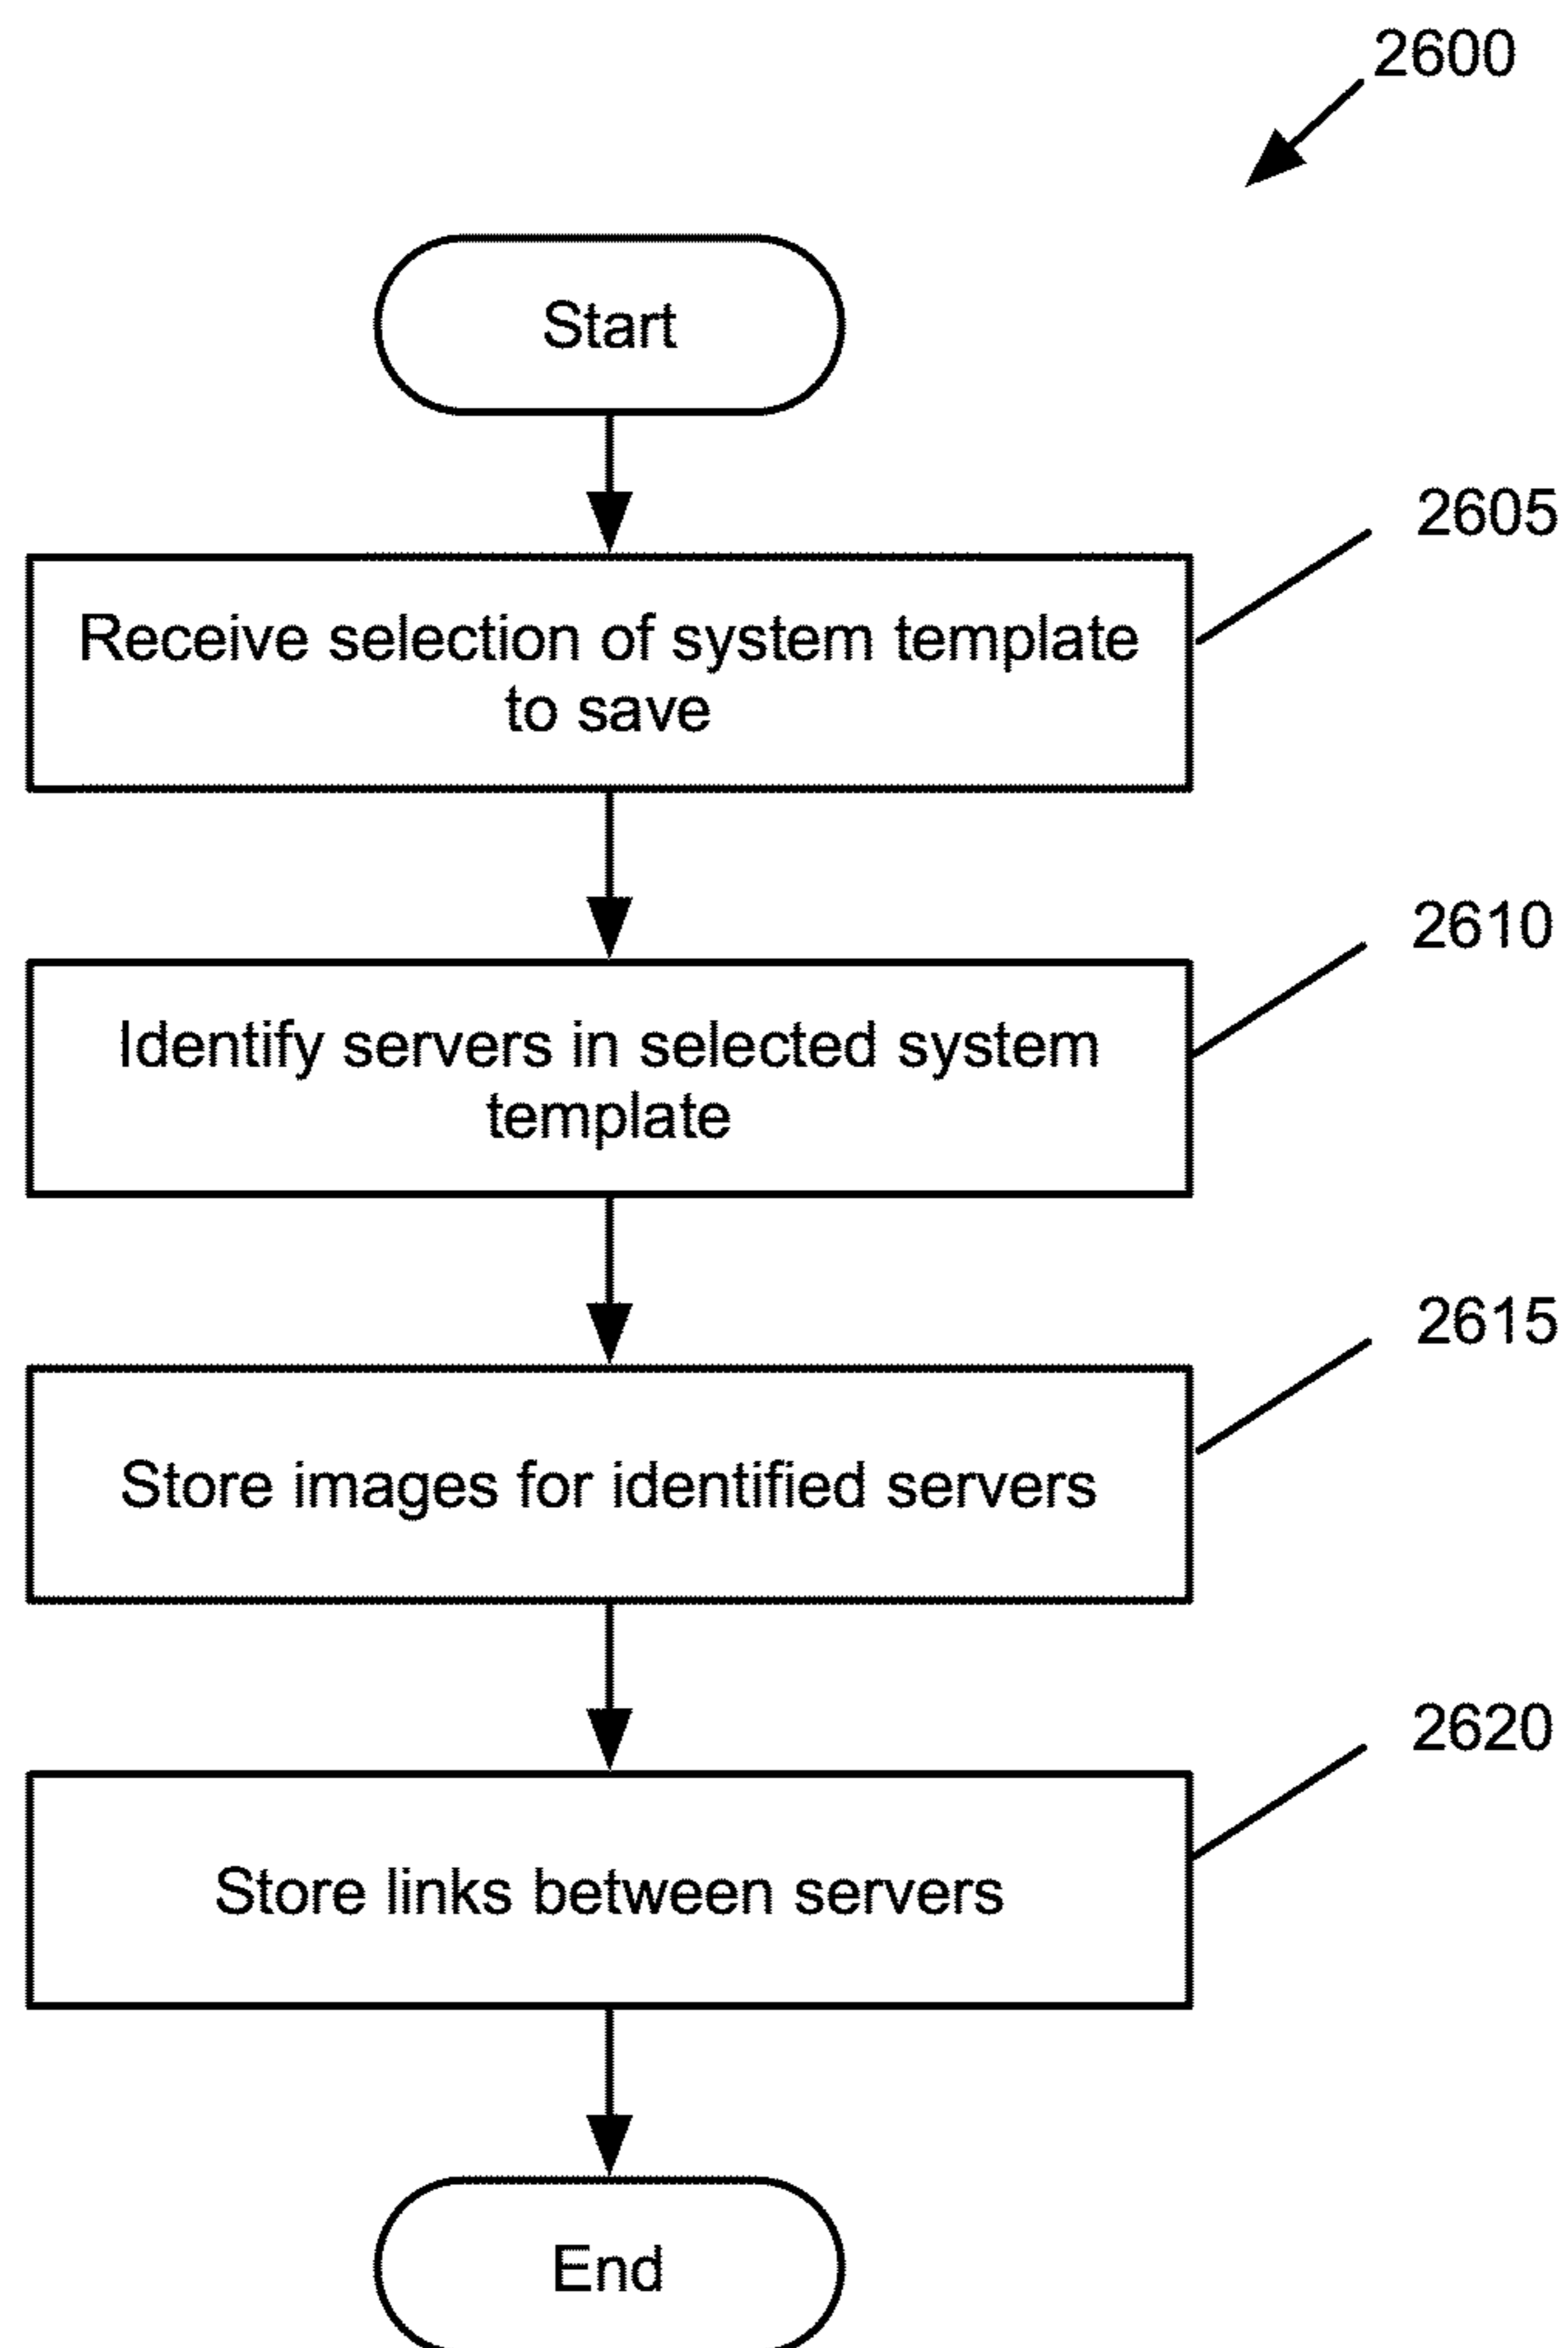 2600
Start
2605
Receive selection of system template
to save
2610
Identify servers in selected system
template
2615
Store images for identified servers
2620
Store links between servers
End